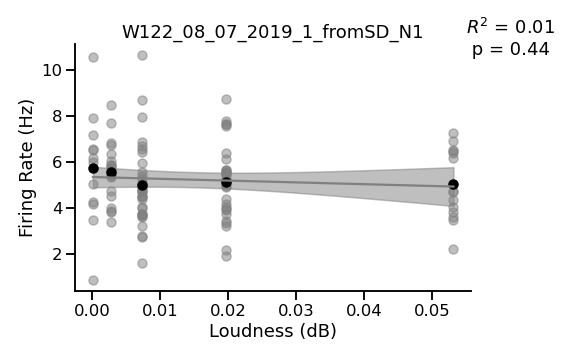 W122_08_07_2019_1_fromSD_N1
R² = 0.01
p = 0.44
Firing Rate (Hz)
10
8
6
4
2
0.00 0.01 0.02 0.03 0.04 0.05
Loudness (dB)